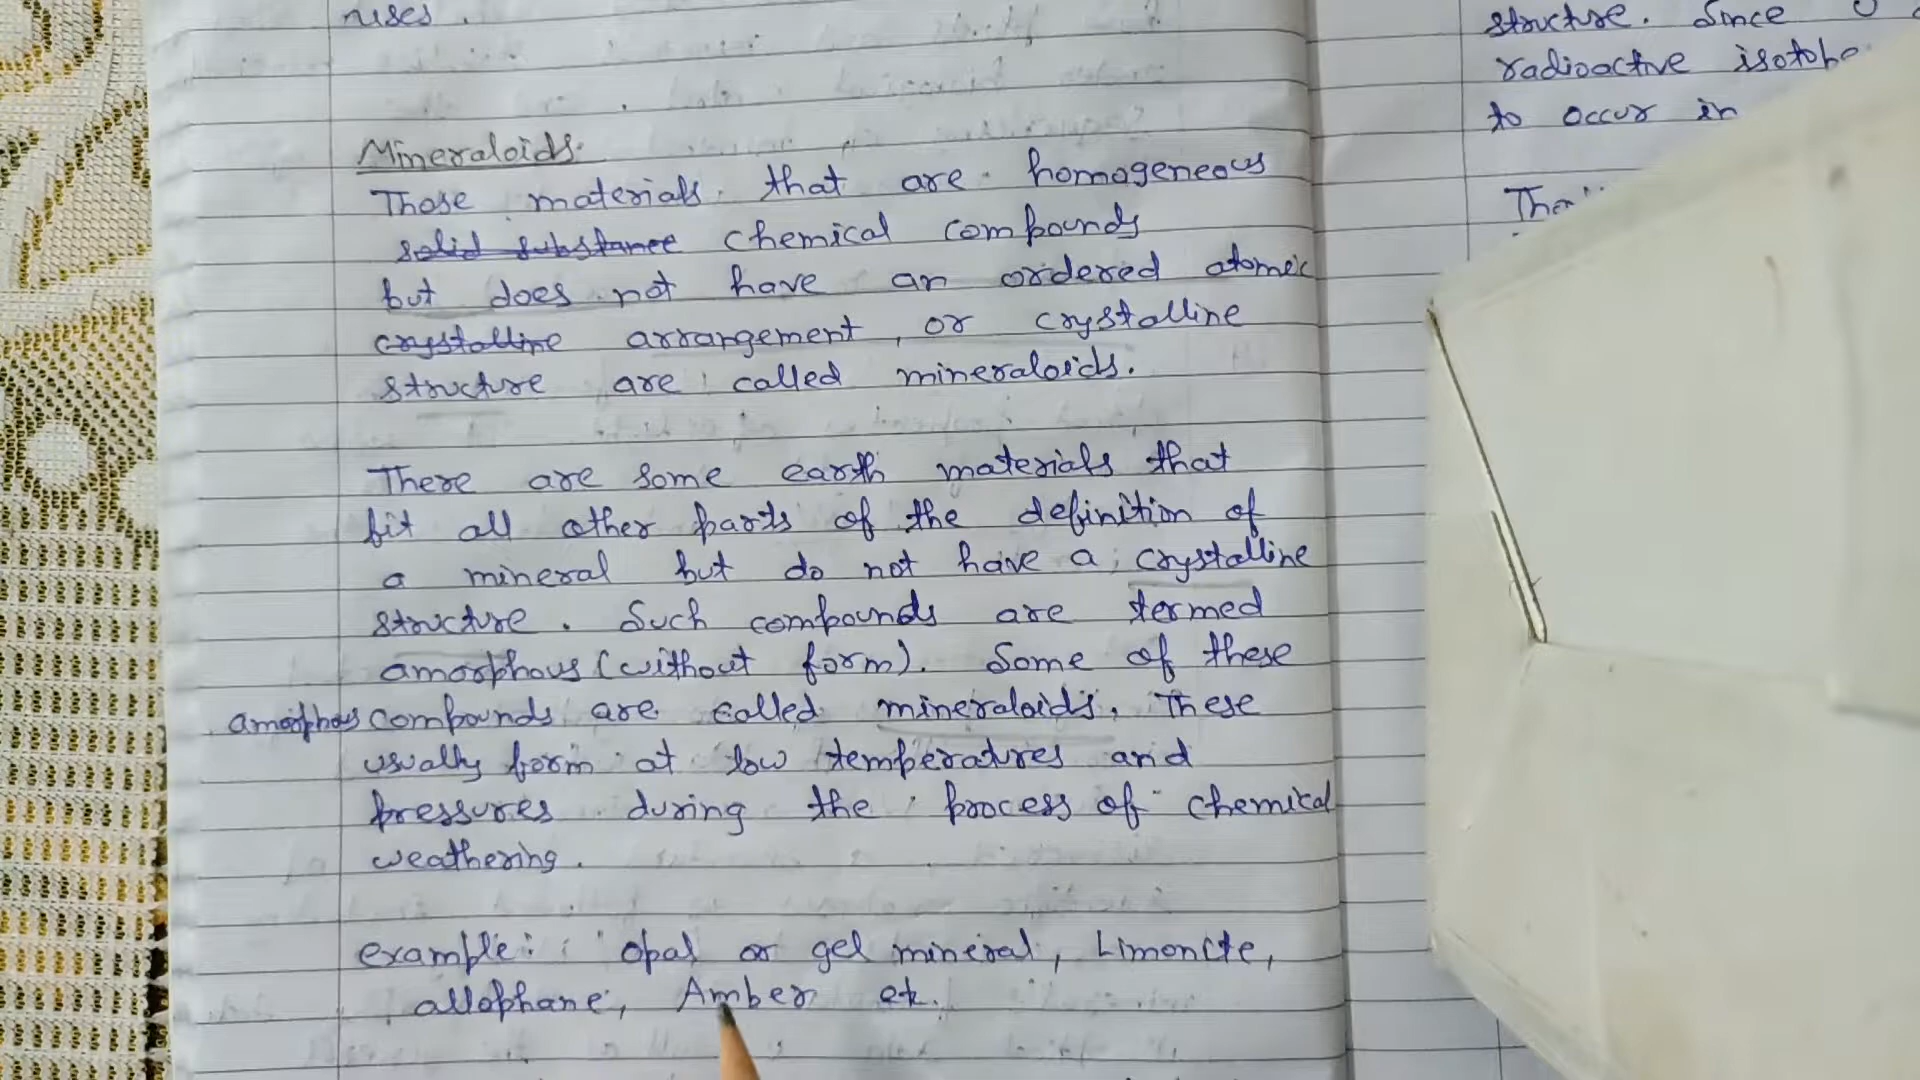 uses.
Mineraloids.
Those materials that are homogeneous
solid substance chemical compounds
but does not have an ordered atomic
crystalline arrangement, or crystalline
structure are called mineraloids.
There are some earth materials that
fit all other parts of the definition of
a mineral but do not have a crystalline
structure. Such compounds are termed
amorphous (without form). Some of these
amorphous compounds are called mineraloids. These
usually form at low temperatures and
pressures during the process of chemical
weathering.
example: opal or gel mineral, Limonite,
allophane, Amber etc.
structure. Since
radioactive isotope
to occur in